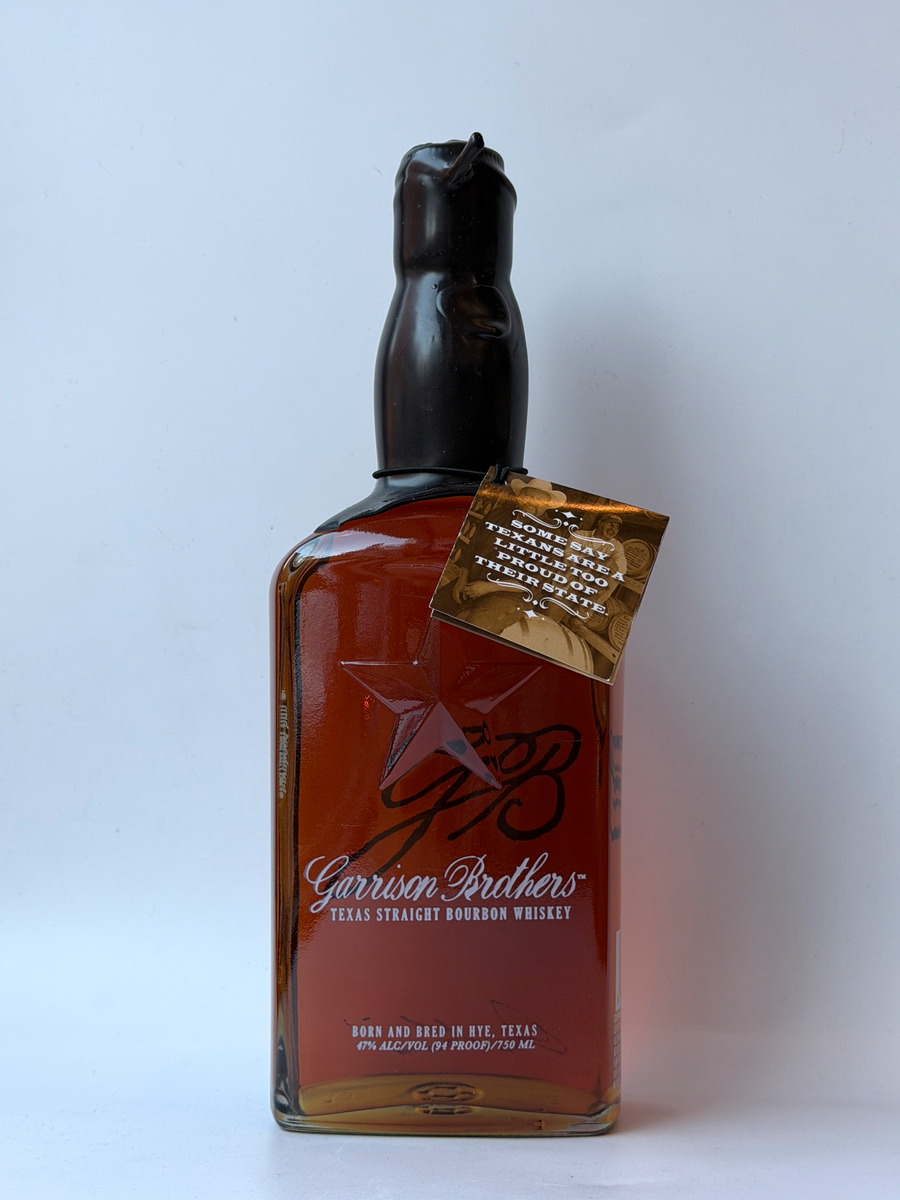 SOME SAY
TEXANS ARE A
LITTLE TOO
PROUD OF
THEIR STATE.
GB
Garrison Brothers™
TEXAS STRAIGHT BOURBON WHISKEY
BORN AND BRED IN HYE, TEXAS
47% ALC/VOL (94 PROOF)/750 ML